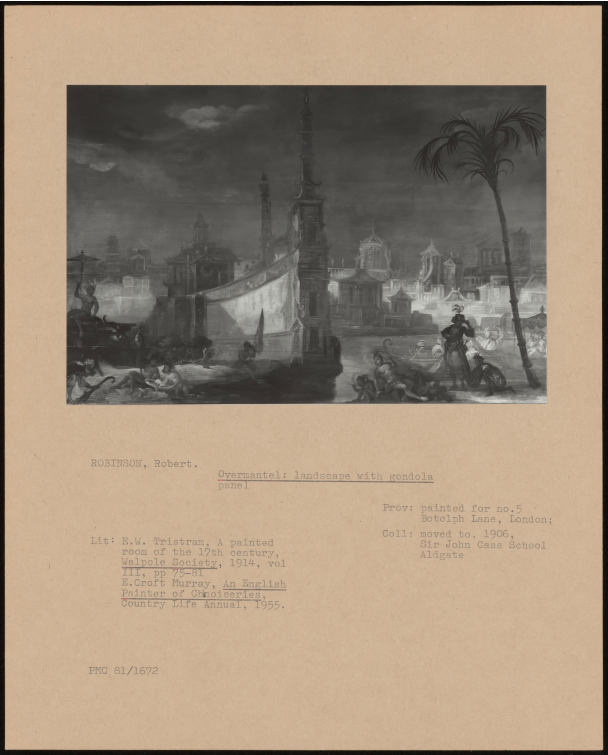 ROBINSON, Robert.
Overmantel: landscape with gondola
panel
Prov: painted for no.5
Botolph Lane, London;
Coll: moved to, 1906,
Sir John Cass School
Aldgate
Lit: E.W. Tristram, A painted
room of the 17th century,
Walpole Society, 1914, vol
III, pp 75-81
E.Croft Murray, An English
Painter of Chnoiseries,
Country Life Annual, 1955.
PMC 81/1672